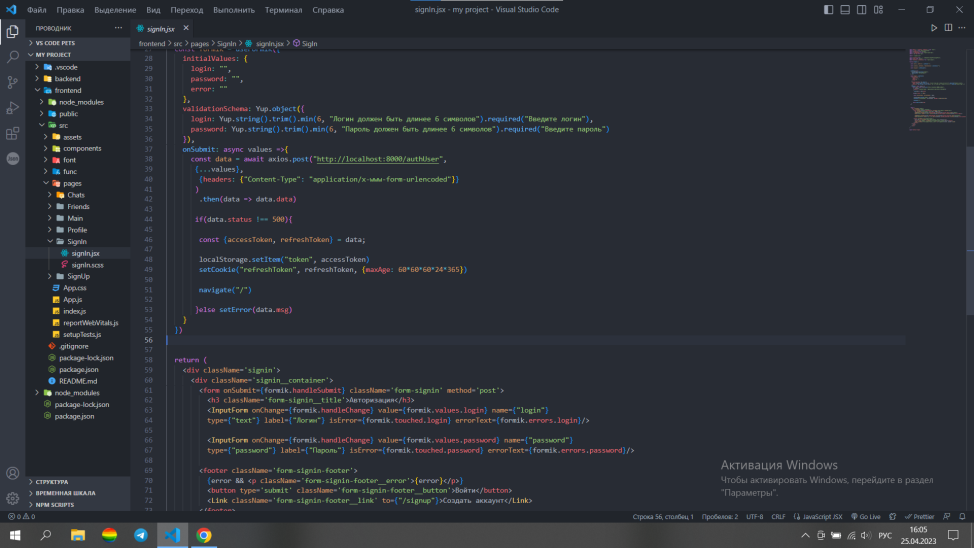 Файл Правка Выделение Вид Переход Выполнить Терминал Справка
signIn.jsx - my project - Visual Studio Code
ПРОВОДНИК
signIn.jsx
frontend > src > pages > SignIn > signIn.jsx > SigIn
VS CODE PETS
MY PROJECT
.vscode
backend
frontend
node_modules
public
src
assets
components
font
func
pages
Chats
Friends
Main
Profile
SignIn
signIn.jsx
signIn.scss
SignUp
App.css
App.js
index.js
reportWebVitals.js
setupTests.js
.gitignore
package-lock.json
package.json
README.md
node_modules
package-lock.json
package.json
СТРУКТУРА
ВРЕМЕННАЯ ШКАЛА
NPM SCRIPTS
28 initialValues: {
29 login: "",
30 password: "",
31 error: ""
32 },
33 validationSchema: Yup.object({
34 login: Yup.string().trim().min(6, "Логин должен быть длиннее 6 символов").required("Введите логин"),
35 password: Yup.string().trim().min(6, "Пароль должен быть длиннее 6 символов").required("Введите пароль")
36 }),
37 onSubmit: async values =>{
38 const data = await axios.post("http://localhost:8000/authUser",
39 {...values},
40 {headers: {"Content-Type": "application/x-www-form-urlencoded"}}
41 )
42 .then(data => data.data)
43
44 if(data.status !== 500){
45
46 const {accessToken, refreshToken} = data;
47
48 localStorage.setItem("token", accessToken)
49 setCookie("refreshToken", refreshToken, {maxAge: 60*60*60*24*365})
50
51 navigate("/")
52
53 }else setError(data.msg)
54 }
55 })
56
57
58 return (
59 <div className='signin'>
60 <div className='signin__container'>
61 <form onSubmit={formik.handleSubmit} className='form-signin' method='post'>
62 <h3 className='form-signin__title'>Авторизация</h3>
63 <InputForm onChange={formik.handleChange} value={formik.values.login} name={"login"}
64 type={"text"} label={"Логин"} isError={formik.touched.login} errorText={formik.errors.login}/>
65
66 <InputForm onChange={formik.handleChange} value={formik.values.password} name={"password"}
67 type={"password"} label={"Пароль"} isError={formik.touched.password} errorText={formik.errors.password}/>
68
69 <footer className='form-signin-footer'>
70 {error && <p className='form-signin-footer__error'>{error}</p>}
71 <button type='submit' className='form-signin-footer__button'>Войти</button>
72 <Link className='form-signin-footer__link' to={"/signup"}>Создать аккаунт</Link>
Активация Windows
Чтобы активировать Windows, перейдите в раздел
"Параметры".
0 0
Строка 56, столбец 1 Пробелов: 2 UTF-8 CRLF JavaScript JSX Go Live Prettier
РУС
16:05
25.04.2023